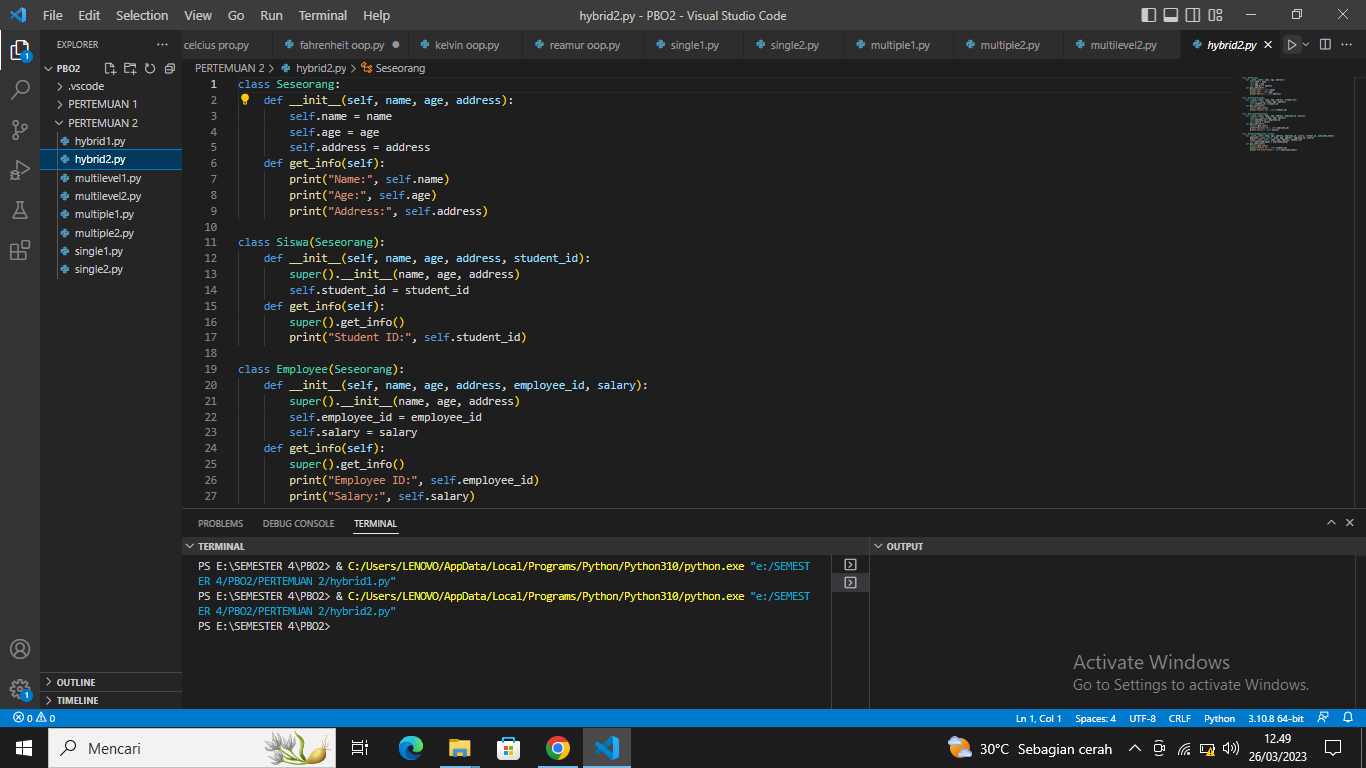 File Edit Selection View Go Run Terminal Help hybrid2.py - PBO2 - Visual Studio Code
EXPLORER
PBO2
.vscode
PERTEMUAN 1
PERTEMUAN 2
hybrid1.py
hybrid2.py
multilevel1.py
multilevel2.py
multiple1.py
multiple2.py
single1.py
single2.py
OUTLINE
TIMELINE
1
1
celcius pro.py fahrenheit oop.py kelvin oop.py reamur oop.py single1.py single2.py multiple1.py multiple2.py multilevel2.py hybrid2.py
PERTEMUAN 2 > hybrid2.py > Seseorang
1 class Seseorang:
2 def __init__(self, name, age, address):
3 self.name = name
4 self.age = age
5 self.address = address
6 def get_info(self):
7 print("Name:", self.name)
8 print("Age:", self.age)
9 print("Address:", self.address)
10
11 class Siswa(Seseorang):
12 def __init__(self, name, age, address, student_id):
13 super().__init__(name, age, address)
14 self.student_id = student_id
15 def get_info(self):
16 super().get_info()
17 print("Student ID:", self.student_id)
18
19 class Employee(Seseorang):
20 def __init__(self, name, age, address, employee_id, salary):
21 super().__init__(name, age, address)
22 self.employee_id = employee_id
23 self.salary = salary
24 def get_info(self):
25 super().get_info()
26 print("Employee ID:", self.employee_id)
27 print("Salary:", self.salary)
PROBLEMS DEBUG CONSOLE TERMINAL
TERMINAL
PS E:\SEMESTER 4\PBO2> & C:/Users/LENOVO/AppData/Local/Programs/Python/Python310/python.exe "e:/SEMEST
ER 4/PBO2/PERTEMUAN 2/hybrid1.py"
PS E:\SEMESTER 4\PBO2> & C:/Users/LENOVO/AppData/Local/Programs/Python/Python310/python.exe "e:/SEMEST
ER 4/PBO2/PERTEMUAN 2/hybrid2.py"
PS E:\SEMESTER 4\PBO2>
OUTPUT
Activate Windows
Go to Settings to activate Windows.
0 0 Ln 1, Col 1 Spaces: 4 UTF-8 CRLF Python 3.10.8 64-bit
Mencari 30°C Sebagian cerah 12.49
26/03/2023